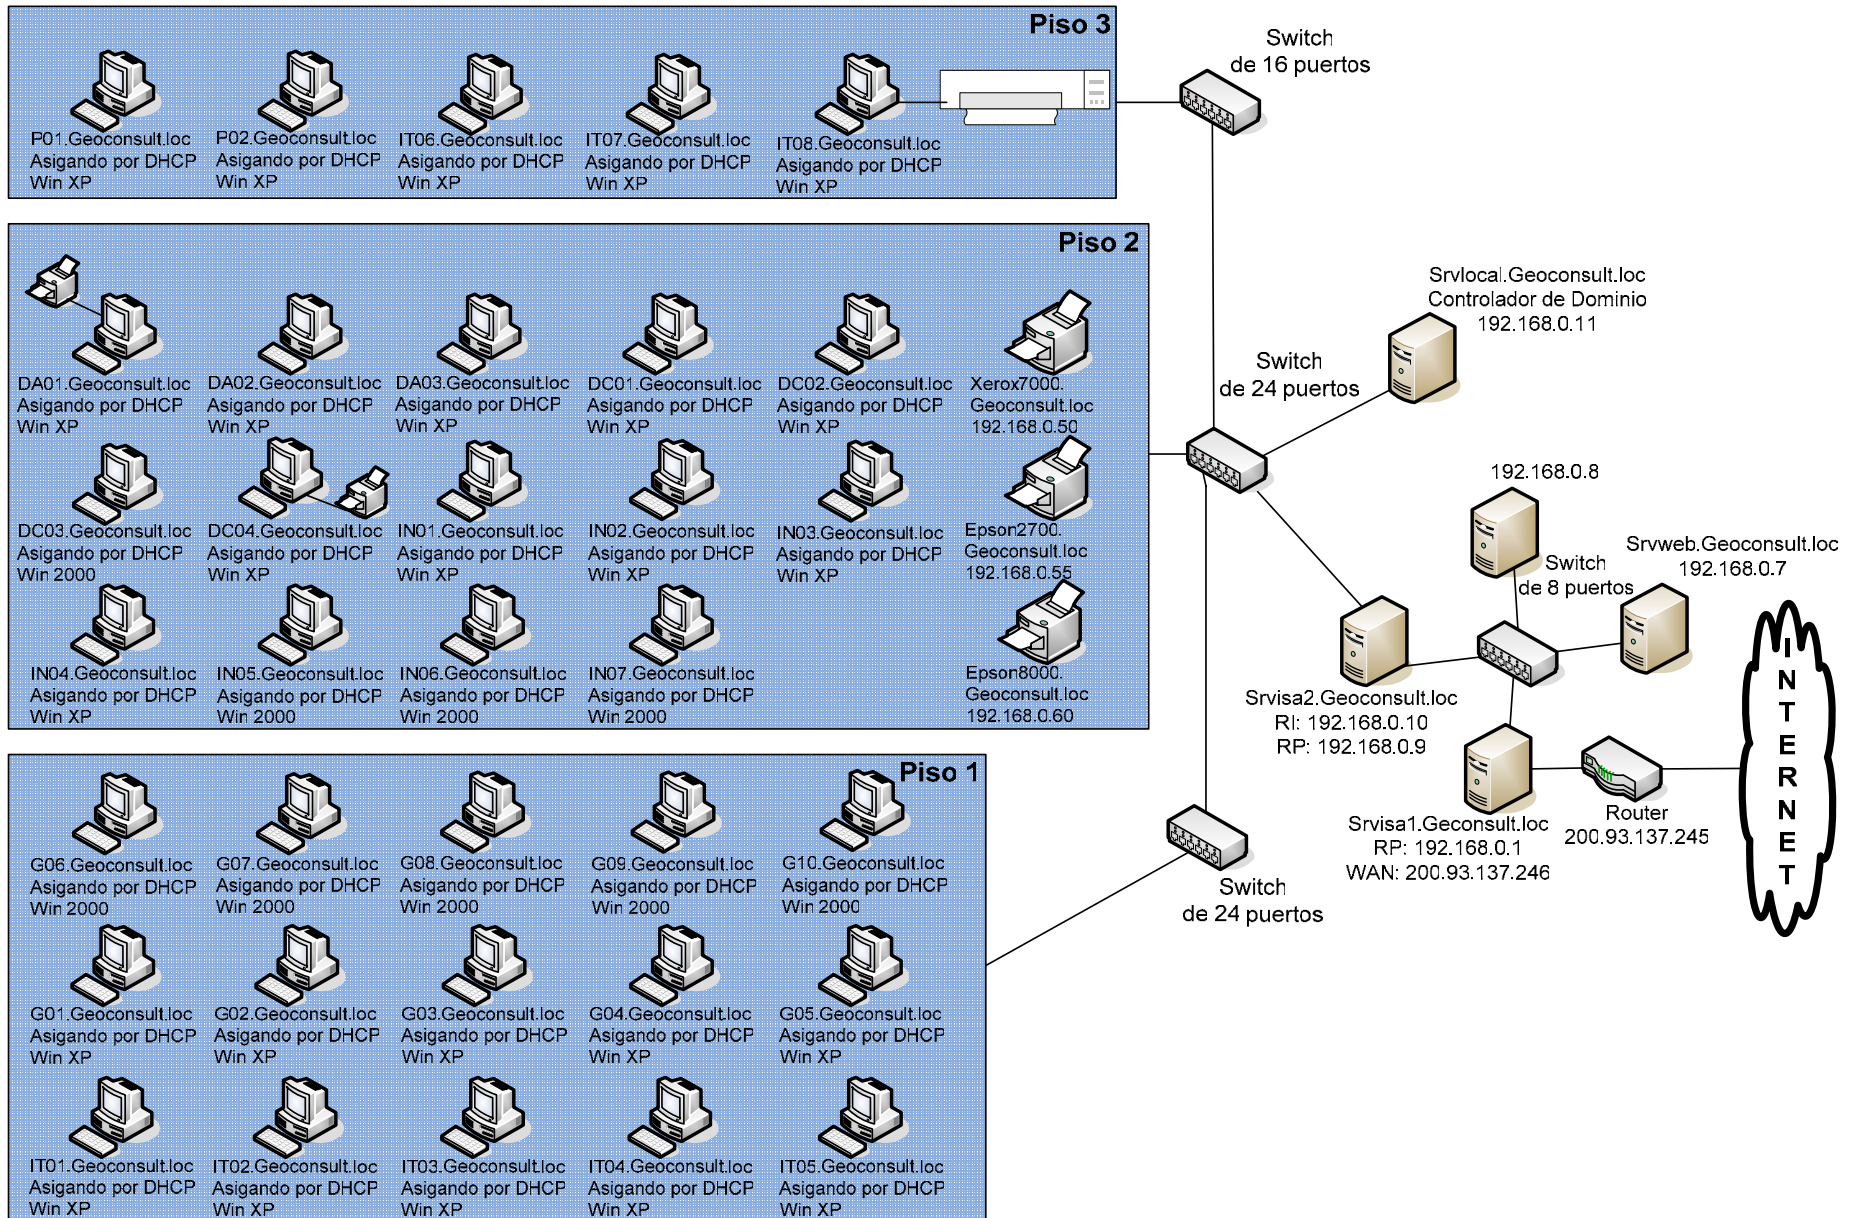 Piso 3
P01.Geoconsult.loc
Asigando por DHCP
Win XP
P02.Geoconsult.loc
Asigando por DHCP
Win XP
IT06.Geoconsult.loc
Asigando por DHCP
Win XP
IT07.Geoconsult.loc
Asigando por DHCP
Win XP
IT08.Geoconsult.loc
Asigando por DHCP
Win XP
Switch
de 16 puertos
Piso 2
DA01.Geoconsult.loc
Asigando por DHCP
Win XP
DA02.Geoconsult.loc
Asigando por DHCP
Win XP
DA03.Geoconsult.loc
Asigando por DHCP
Win XP
DC01.Geoconsult.loc
Asigando por DHCP
Win XP
DC02.Geoconsult.loc
Asigando por DHCP
Win XP
Xerox7000.
Geoconsult.loc
192.168.0.50
DC03.Geoconsult.loc
Asigando por DHCP
Win 2000
DC04.Geoconsult.loc
Asigando por DHCP
Win XP
IN01.Geoconsult.loc
Asigando por DHCP
Win XP
IN02.Geoconsult.loc
Asigando por DHCP
Win XP
IN03.Geoconsult.loc
Asigando por DHCP
Win XP
Epson2700.
Geoconsult.loc
192.168.0.55
IN04.Geoconsult.loc
Asigando por DHCP
Win XP
IN05.Geoconsult.loc
Asigando por DHCP
Win 2000
IN06.Geoconsult.loc
Asigando por DHCP
Win 2000
IN07.Geoconsult.loc
Asigando por DHCP
Win 2000
Epson8000.
Geoconsult.loc
192.168.0.60
Srvlocal.Geoconsult.loc
Controlador de Dominio
192.168.0.11
Switch
de 24 puertos
192.168.0.8
Switch
de 8 puertos
Srvweb.Geoconsult.loc
192.168.0.7
Srvisa2.Geoconsult.loc
RI: 192.168.0.10
RP: 192.168.0.9
Srvisa1.Geconsult.loc
RP: 192.168.0.1
WAN: 200.93.137.246
Router
200.93.137.245
INTERNET
Piso 1
G06.Geoconsult.loc
Asigando por DHCP
Win 2000
G07.Geoconsult.loc
Asigando por DHCP
Win 2000
G08.Geoconsult.loc
Asigando por DHCP
Win 2000
G09.Geoconsult.loc
Asigando por DHCP
Win 2000
G10.Geoconsult.loc
Asigando por DHCP
Win 2000
Switch
de 24 puertos
G01.Geoconsult.loc
Asigando por DHCP
Win XP
G02.Geoconsult.loc
Asigando por DHCP
Win XP
G03.Geoconsult.loc
Asigando por DHCP
Win XP
G04.Geoconsult.loc
Asigando por DHCP
Win XP
G05.Geoconsult.loc
Asigando por DHCP
Win XP
IT01.Geoconsult.loc
Asigando por DHCP
Win XP
IT02.Geoconsult.loc
Asigando por DHCP
Win XP
IT03.Geoconsult.loc
Asigando por DHCP
Win XP
IT04.Geoconsult.loc
Asigando por DHCP
Win XP
IT05.Geoconsult.loc
Asigando por DHCP
Win XP